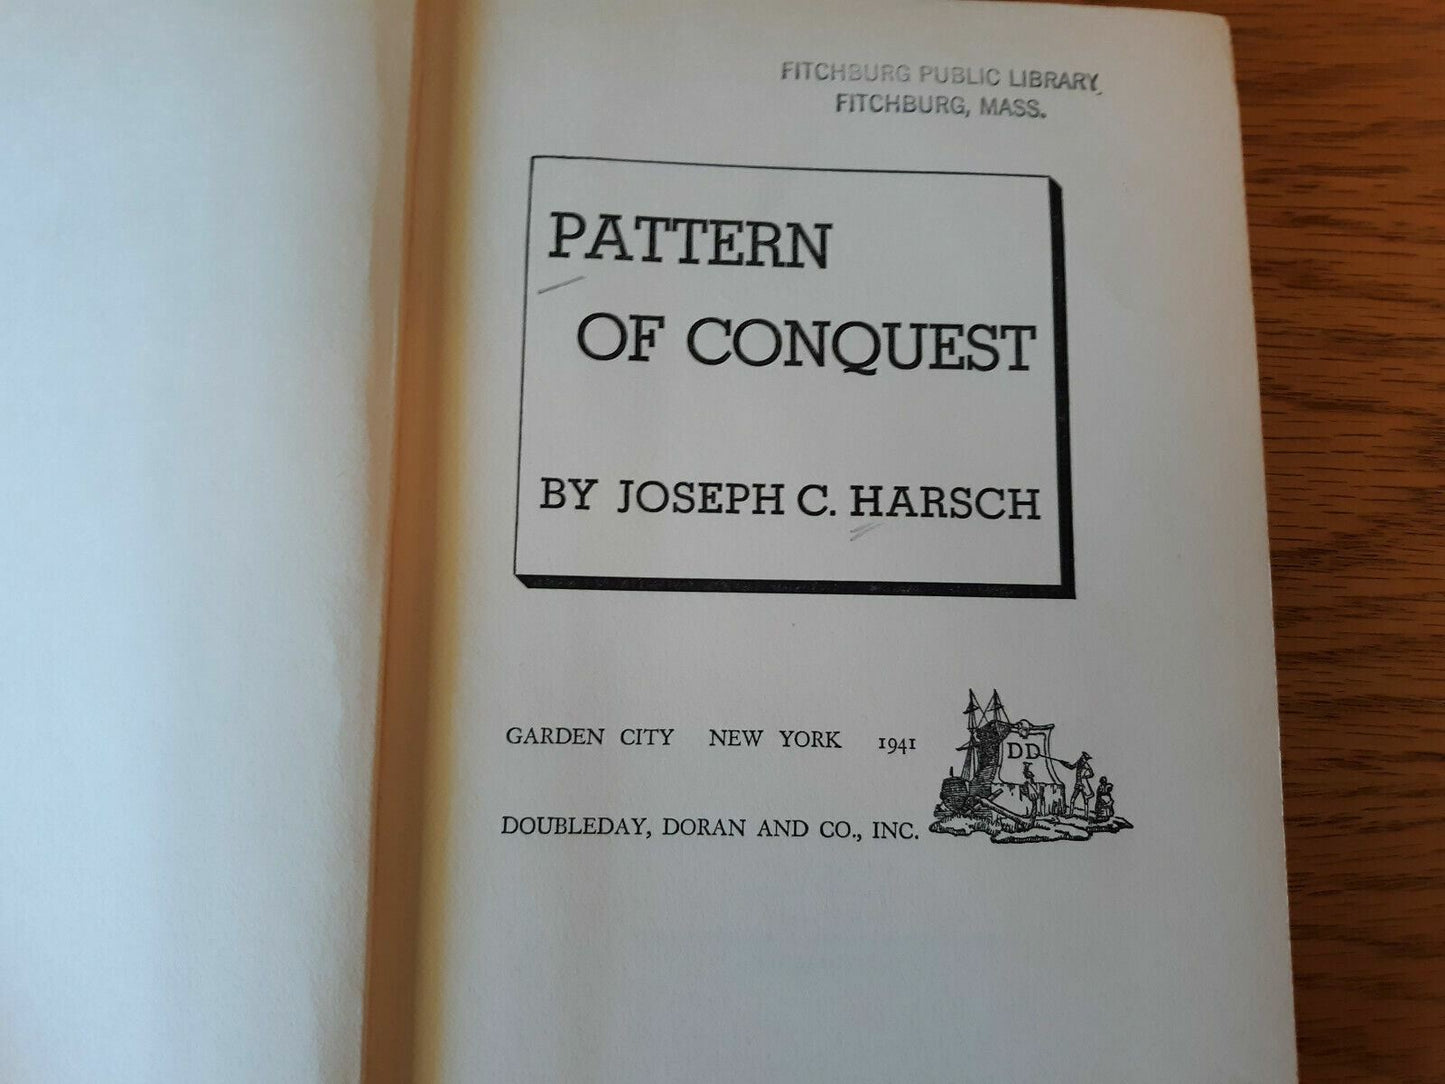 FITCHBURG PUBLIC LIBRARY,
FITCHBURG, MASS.
PATTERN
OF CONQUEST
BY JOSEPH C. HARSCH
GARDEN CITY NEW YORK 1941
DD
DOUBLEDAY, DORAN AND CO., INC.